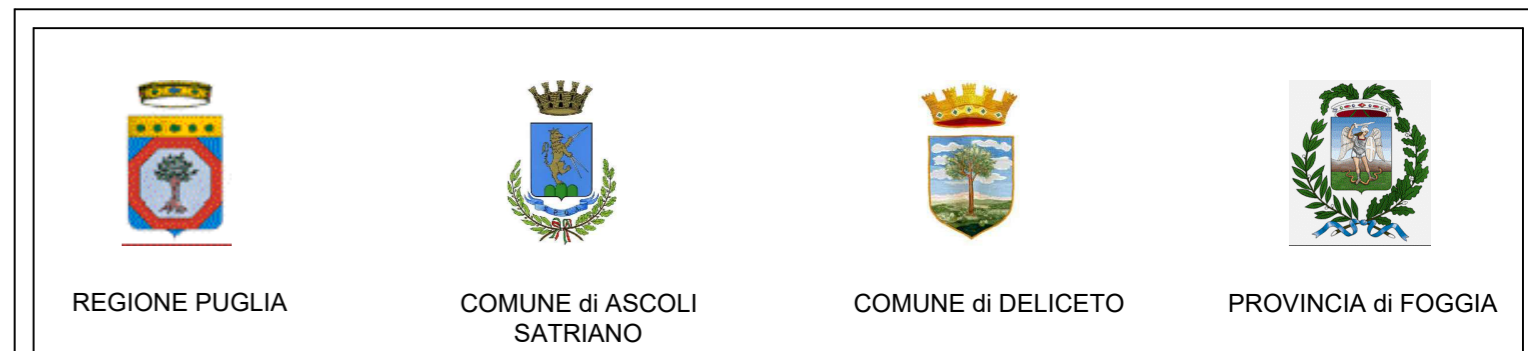 REGIONE PUGLIA
COMUNE di ASCOLI
SATRIANO
COMUNE di DELICETO
PROVINCIA di FOGGIA